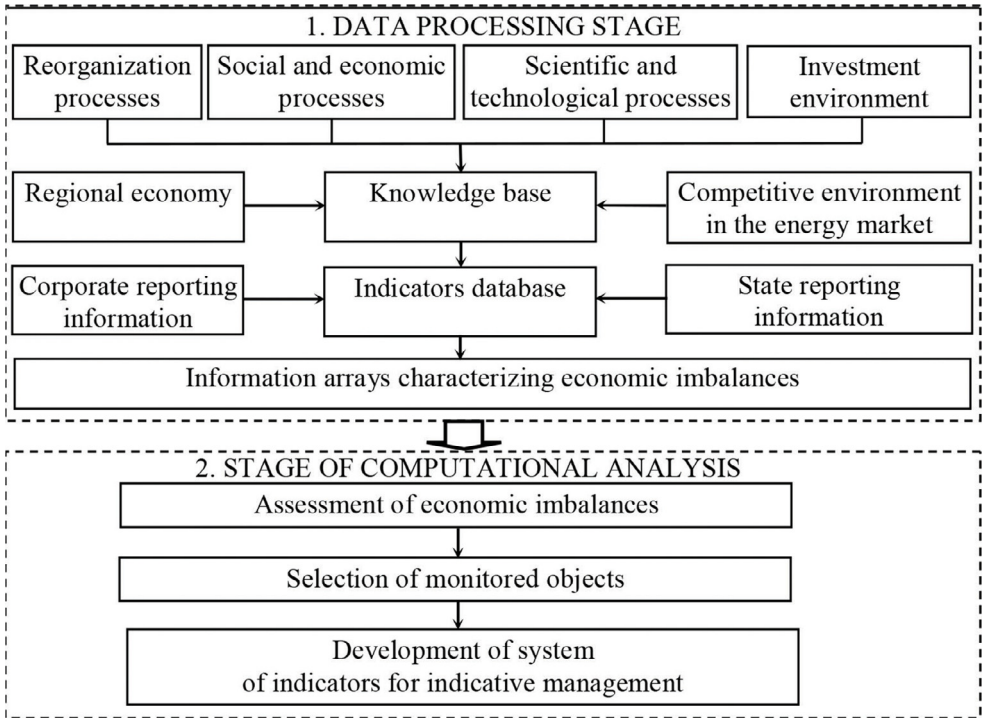 1. DATA PROCESSING STAGE
Reorganization
processes
Social and economic
processes
Scientific and
technological processes
Investment
environment
Regional economy
Knowledge base
Competitive environment
in the energy market
Corporate reporting
information
Indicators database
State reporting
information
Information arrays characterizing economic imbalances
2. STAGE OF COMPUTATIONAL ANALYSIS
Assessment of economic imbalances
Selection of monitored objects
Development of system
of indicators for indicative management